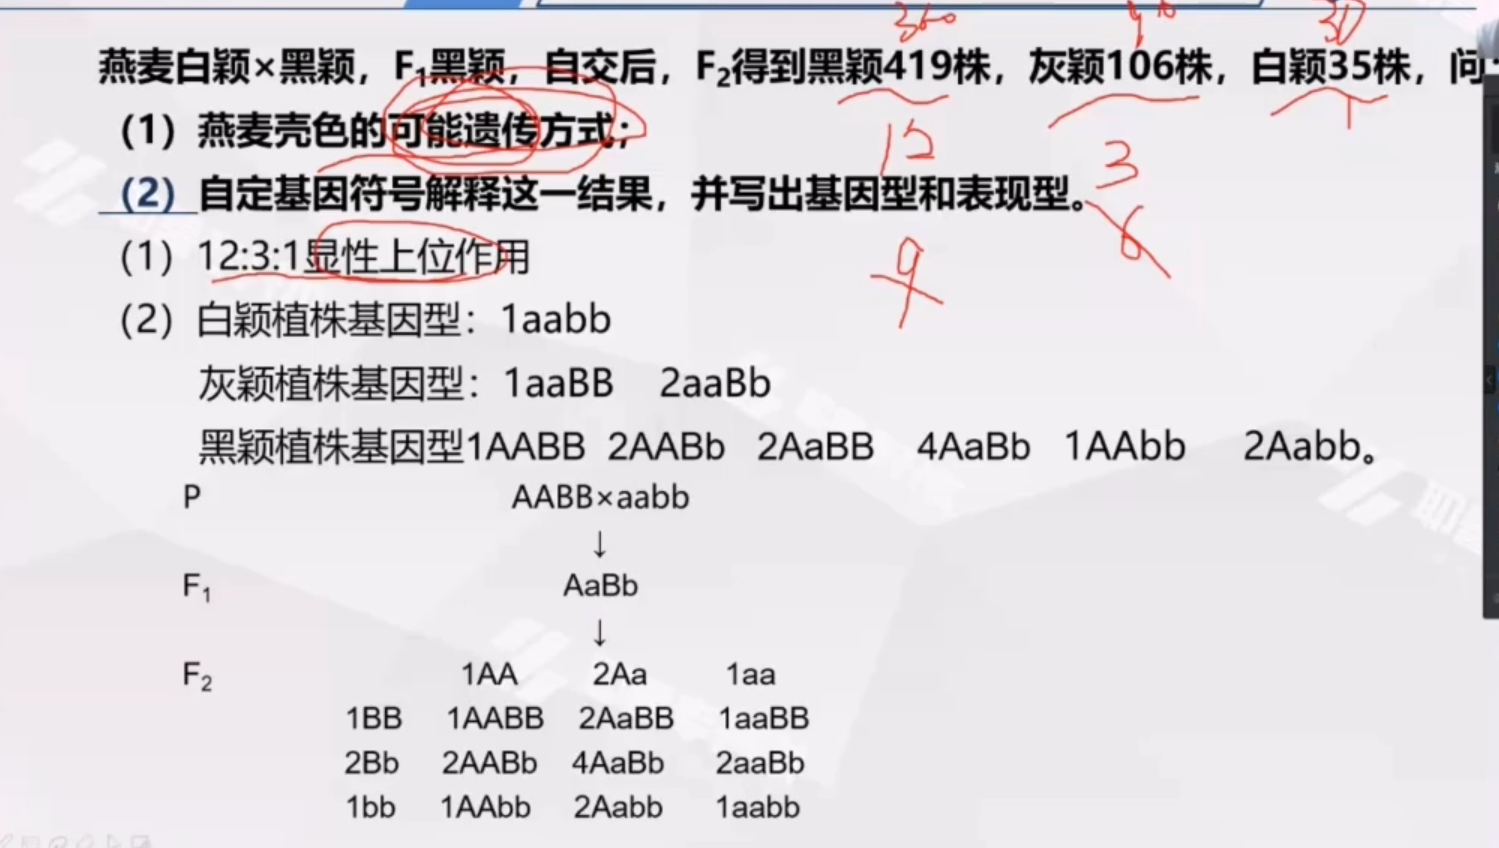 360 90 30
燕麦白颖×黑颖，F₁黑颖，自交后，F₂得到黑颖419株，灰颖106株，白颖35株，问
（1）燕麦壳色的可能遗传方式；
12 3 1
（2）自定基因符号解释这一结果，并写出基因型和表现型。
9 6
（1）12:3:1显性上位作用
（2）白颖植株基因型：1aabb
灰颖植株基因型：1aaBB 2aaBb
黑颖植株基因型1AABB 2AABb 2AaBB 4AaBb 1AAbb 2Aabb。
P AABB×aabb
↓
F₁ AaBb
↓
F₂ 1AA 2Aa 1aa
1BB 1AABB 2AaBB 1aaBB
2Bb 2AABb 4AaBb 2aaBb
1bb 1AAbb 2Aabb 1aabb